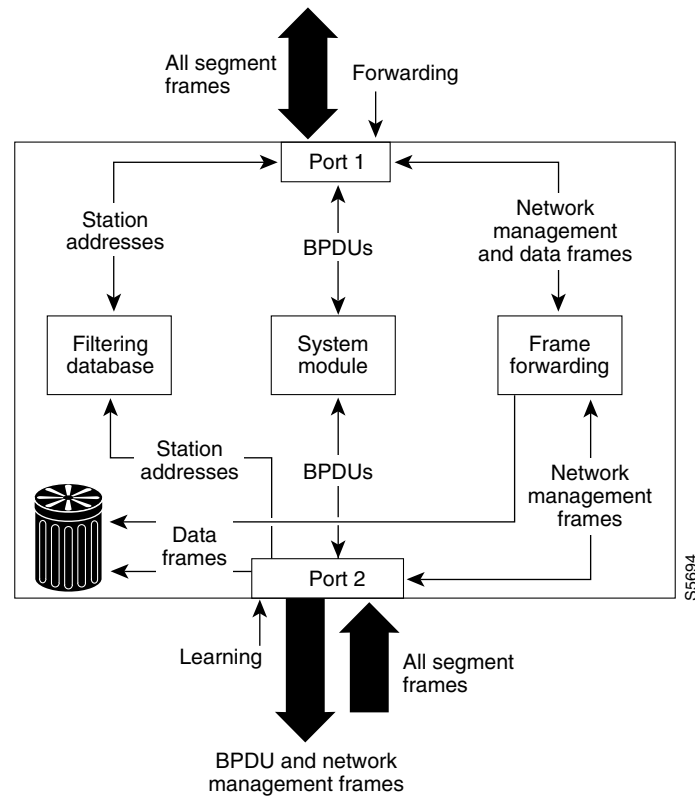 All segment
frames
Forwarding
Port 1
Station
addresses
BPDUs
Network
management
and data frames
Filtering
database
System
module
Frame
forwarding
Station
addresses
BPDUs
Network
management
frames
Data
frames
Port 2
S5694
Learning
All segment
frames
BPDU and network
management frames